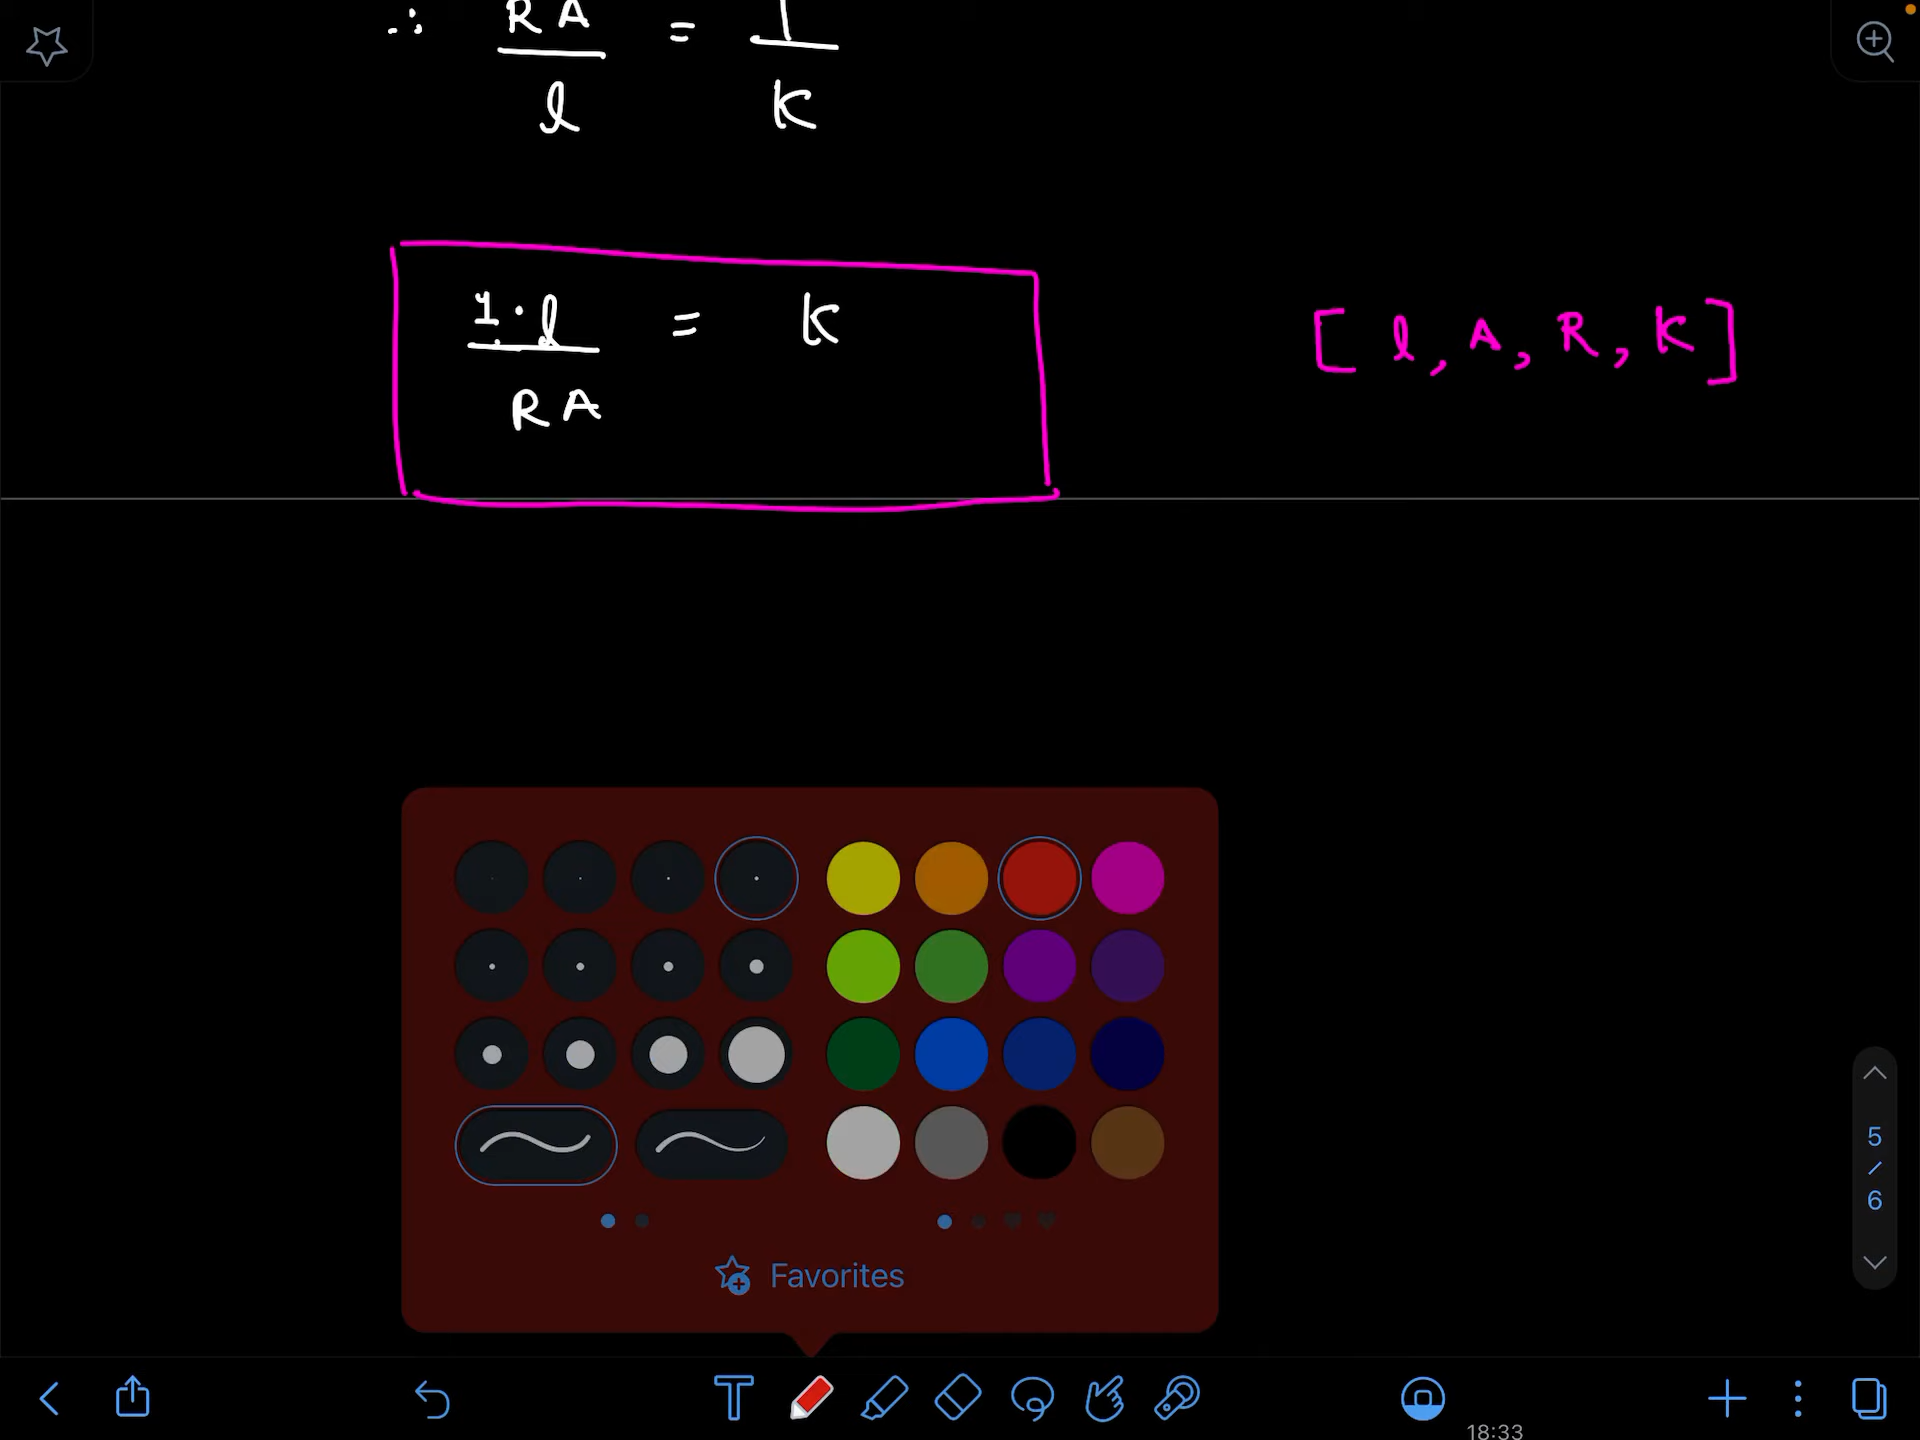 ∴ RA = 1
l K
1·l = K
RA
[l, A, R, K]
5
/
6
Favorites
18:33